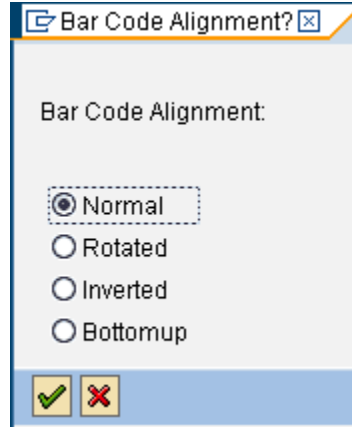 Bar Code Alignment?
Bar Code Alignment:
Normal
Rotated
Inverted
Bottomup